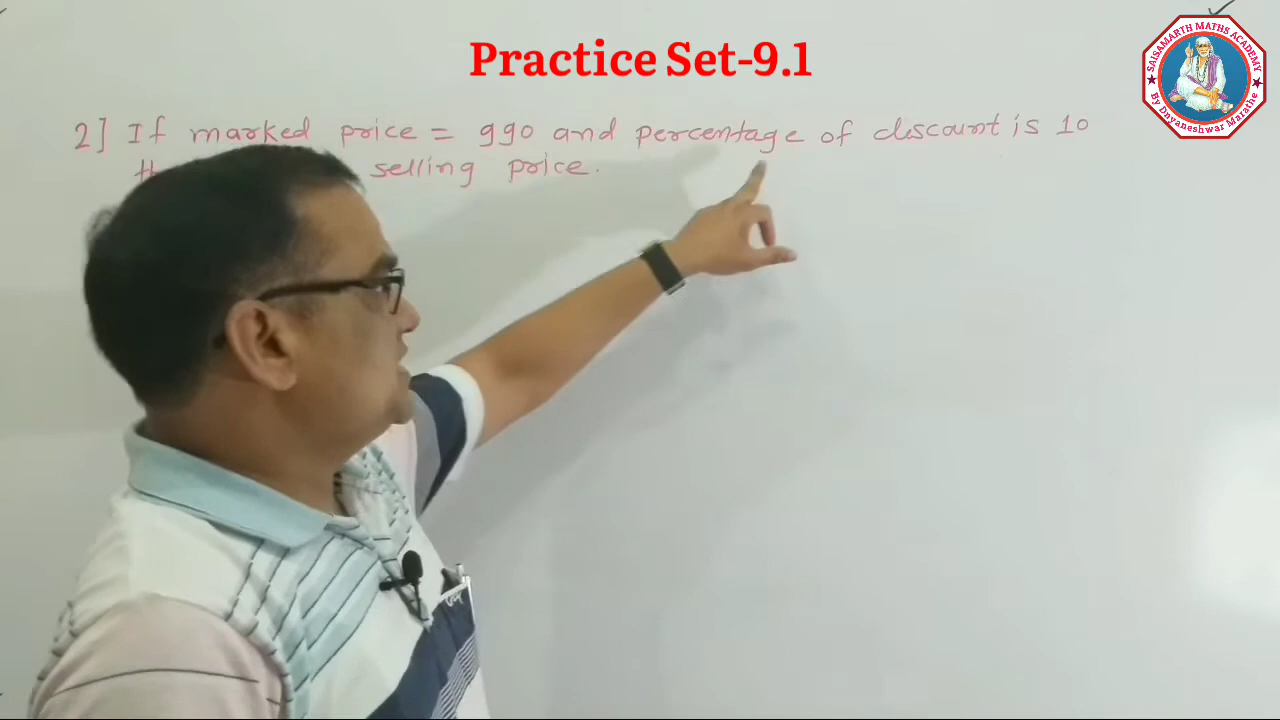 Practice Set-9.1
SAISAMARTH MATHS ACADEMY
By Dnyaneshwar Marathe
2] If marked price = 990 and percentage of discount is 10
selling price.